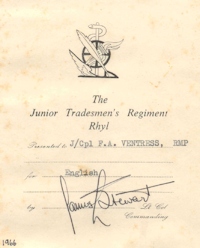 The
Junior Tradesmen's Regiment
Rhyl
Presented to J/Cpl F.A. VENTRESS, RMP
for English
James Stewart
by Lt Col
Commanding
1966